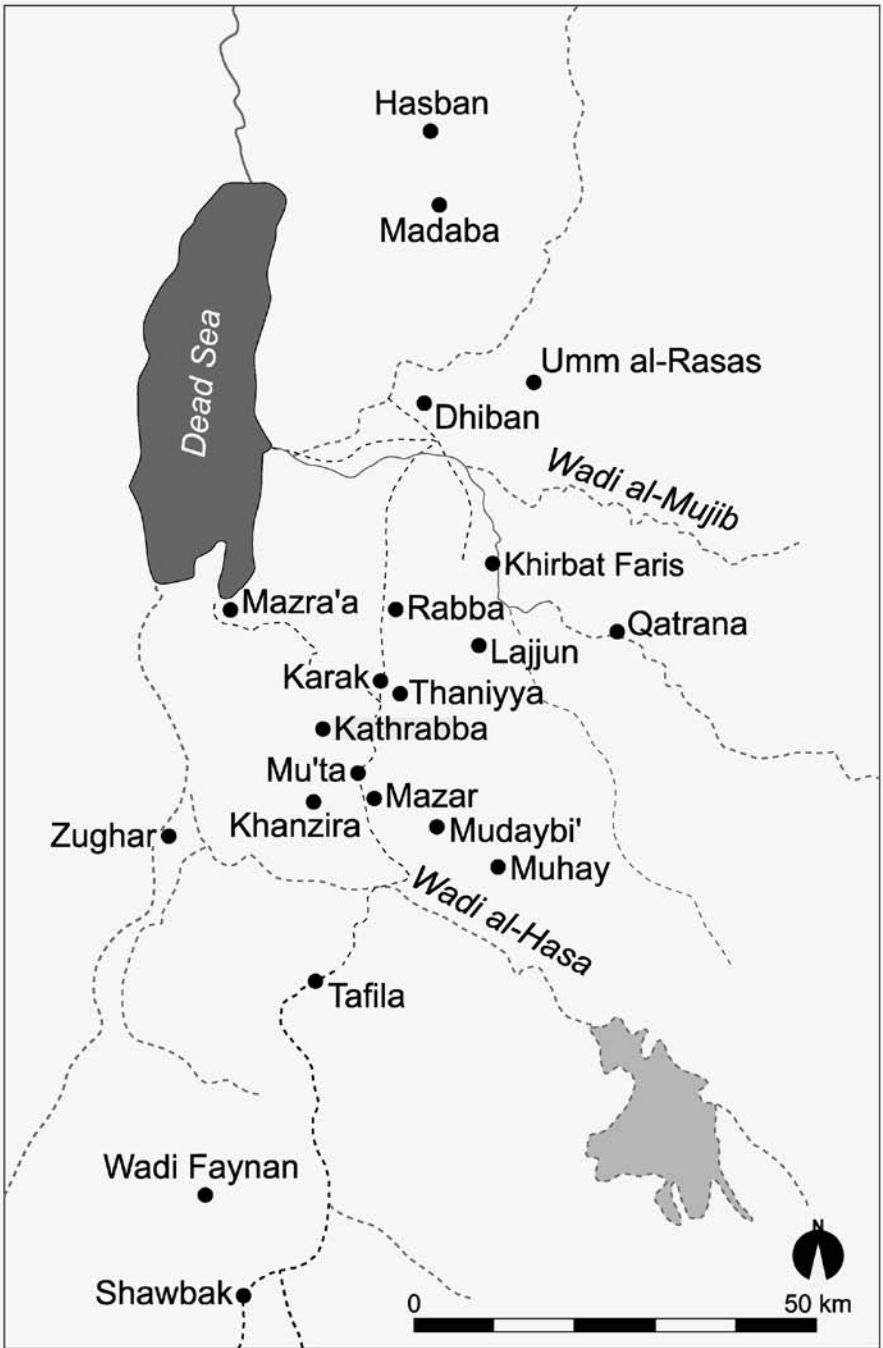 Hasban
Madaba
Dead Sea
Umm al-Rasas
Dhiban
Wadi al-Mujib
Khirbat Faris
Mazra'a
Rabba
Qatrana
Lajjun
Karak
Thaniyya
Kathrabba
Mu'ta
Mazar
Khanzira
Zughar
Mudaybi'
Muhay
Wadi al-Hasa
Tafila
Wadi Faynan
N
Shawbak
0
50 km